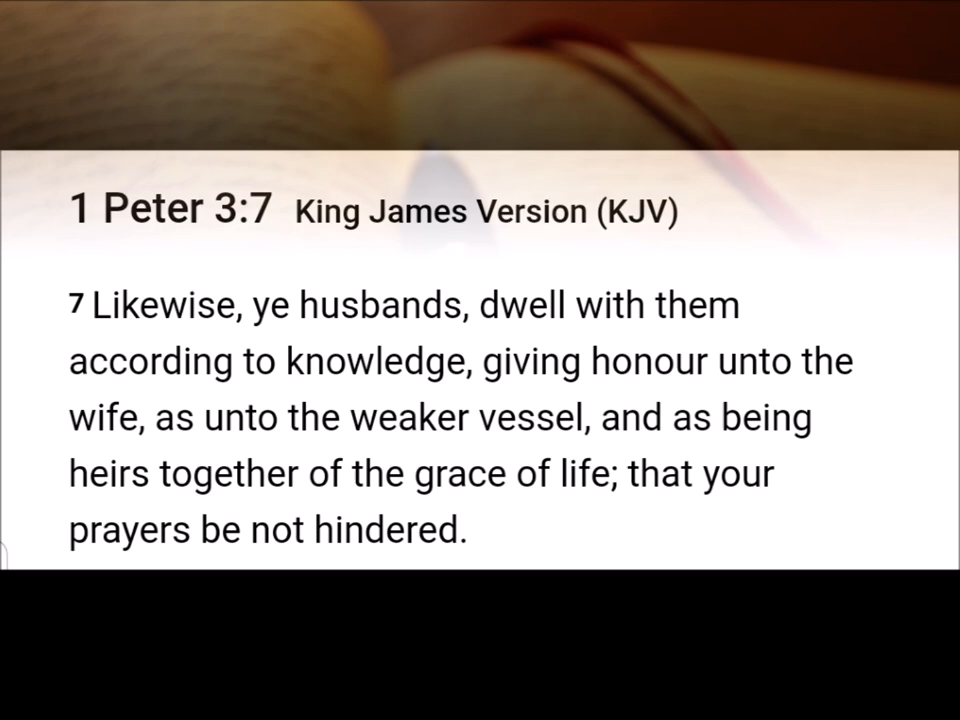 1 Peter 3:7 King James Version (KJV)
7 Likewise, ye husbands, dwell with them
according to knowledge, giving honour unto the
wife, as unto the weaker vessel, and as being
heirs together of the grace of life; that your
prayers be not hindered.